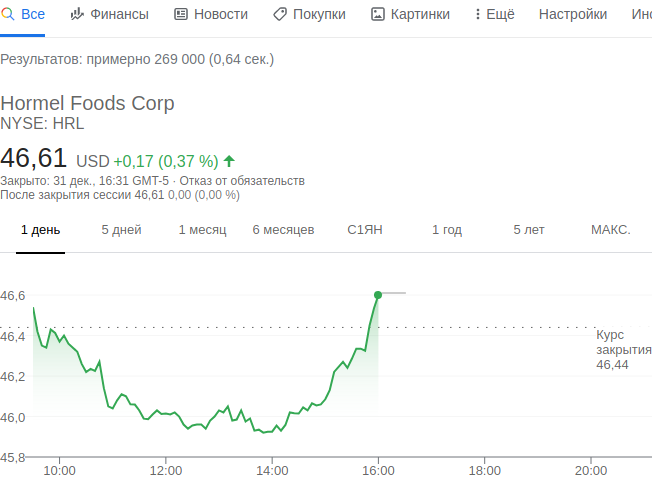 Все Финансы Новости Покупки Картинки Ещё Настройки
Результатов: примерно 269 000 (0,64 сек.)
Hormel Foods Corp
NYSE: HRL
46,61 USD +0,17 (0,37 %)
Закрыто: 31 дек., 16:31 GMT-5 · Отказ от обязательств
После закрытия сессии 46,61 0,00 (0,00 %)
1 день 5 дней 1 месяц 6 месяцев С1ЯН 1 год 5 лет МАКС.
46,6
46,4
46,2
46,0
45,8
Курс
закрытия
46,44
10:00 12:00 14:00 16:00 18:00 20:00